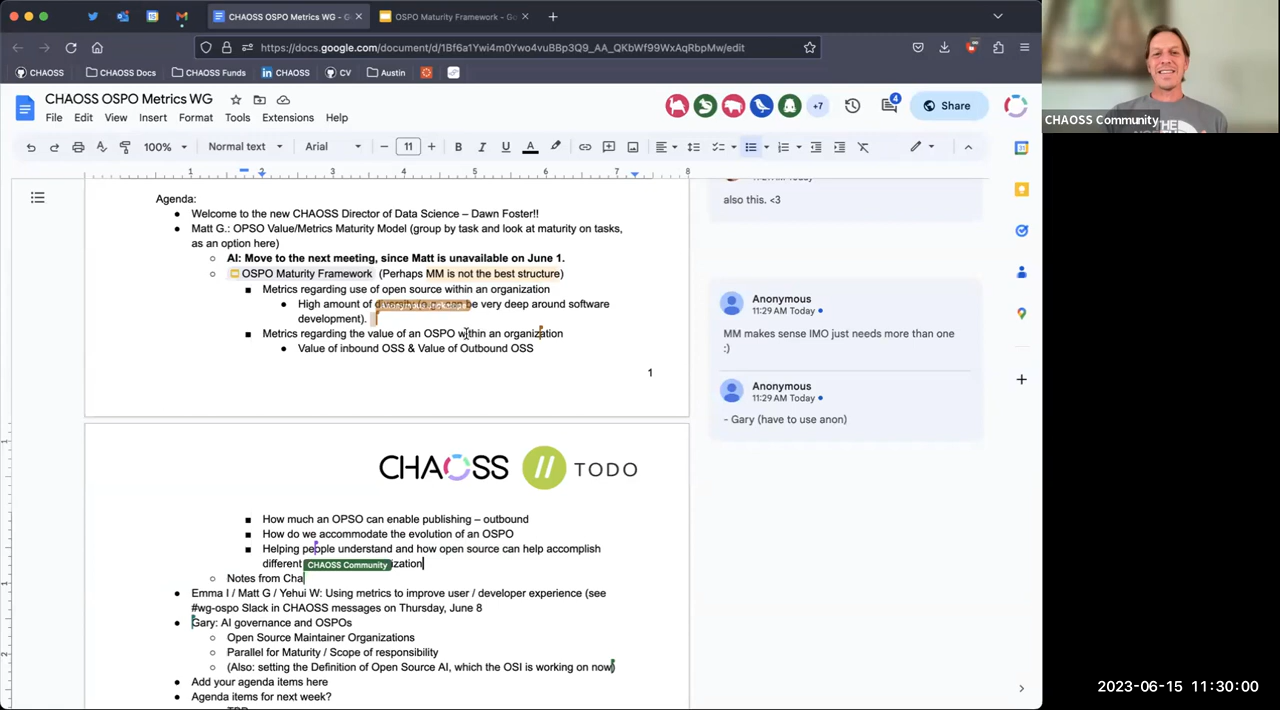 CHAOSS OSPO Metrics WG - G
OSPO Maturity Framework - Go
https://docs.google.com/document/d/1Bf6a1Ywi4m0Ywo4vuBBp3Q9_AA_QKbWf99WxAqRbpMw/edit
CHAOSS
CHAOSS Docs
CHAOSS Funds
CHAOSS
CV
Austin
CHAOSS OSPO Metrics WG
File Edit View Insert Format Tools Extensions Help
+7
4
Share
100%
Normal text
Arial
11
B I U A
1 2 3 4 5 6 7 8
Agenda:
Welcome to the new CHAOSS Director of Data Science – Dawn Foster!!
Matt G.: OPSO Value/Metrics Maturity Model (group by task and look at maturity on tasks,
as an option here)
AI: Move to the next meeting, since Matt is unavailable on June 1.
OSPO Maturity Framework (Perhaps MM is not the best structure)
Metrics regarding use of open source within an organization
High amount of be very deep around software
development).
Metrics regarding the value of an OSPO within an organization
Value of inbound OSS & Value of Outbound OSS
1
CHAOSS // TODO
How much an OPSO can enable publishing – outbound
How do we accommodate the evolution of an OSPO
Helping people understand and how open source can help accomplish
different CHAOSS Community ization
Notes from Cha
Emma I / Matt G / Yehui W: Using metrics to improve user / developer experience (see
#wg-ospo Slack in CHAOSS messages on Thursday, June 8
Gary: AI governance and OSPOs
Open Source Maintainer Organizations
Parallel for Maturity / Scope of responsibility
(Also: setting the Definition of Open Source AI, which the OSI is working on now)
Add your agenda items here
Agenda items for next week?
also this. <3
Anonymous
11:29 AM Today
MM makes sense IMO just needs more than one
:)
Anonymous
11:29 AM Today
- Gary (have to use anon)
CHAOSS Community
THE
2023-06-15 11:30:00